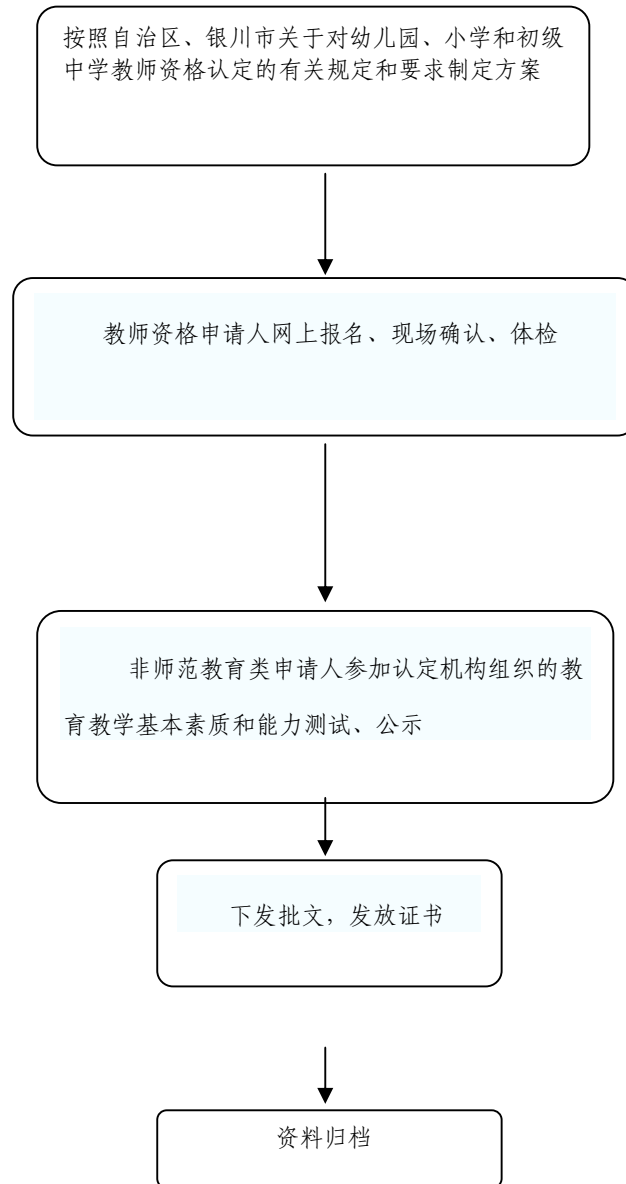 按照自治区、银川市关于对幼儿园、小学和初级
中学教师资格认定的有关规定和要求制定方案
教师资格申请人网上报名、现场确认、体检
非师范教育类申请人参加认定机构组织的教
育教学基本素质和能力测试、公示
下发批文，发放证书
资料归档